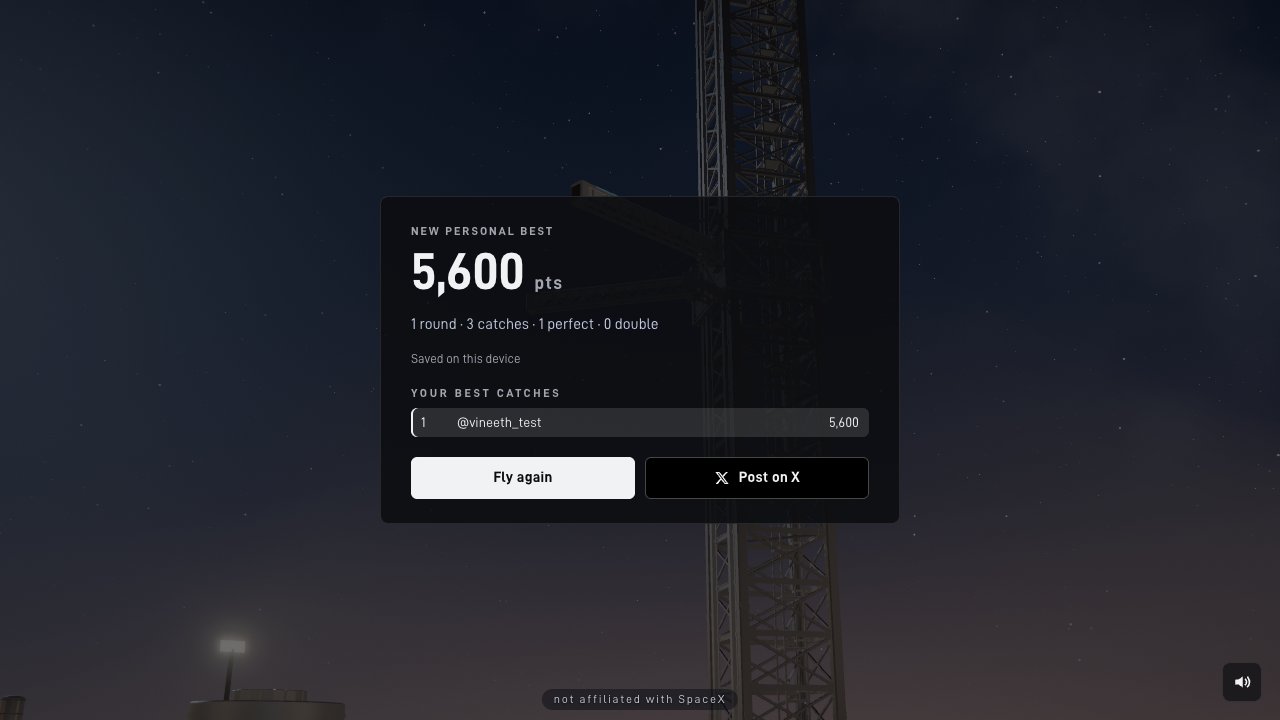 NEW PERSONAL BEST
5,600 pts
1 round · 3 catches · 1 perfect · 0 double
Saved on this device
YOUR BEST CATCHES
1 @vineeth_test 5,600
Fly again
Post on X
not affiliated with SpaceX